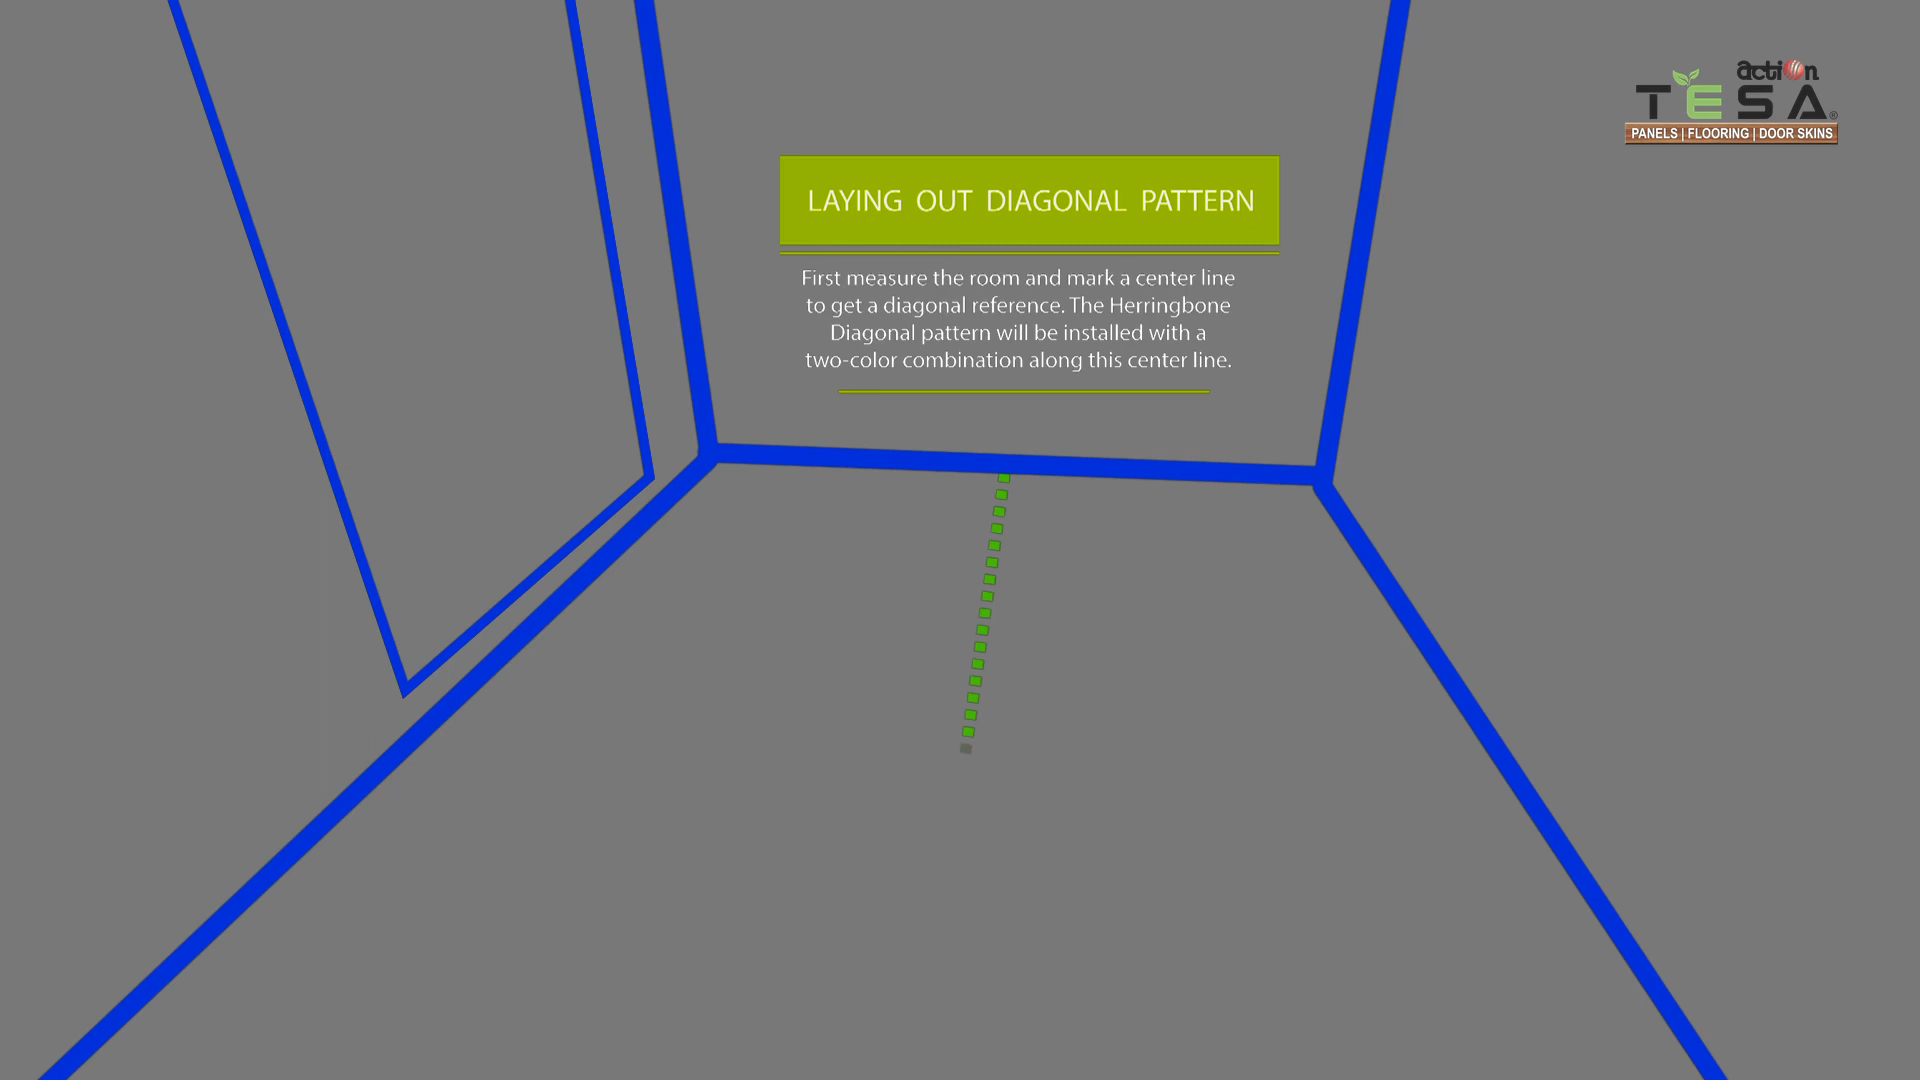 action
TESA®
PANELS | FLOORING | DOOR SKINS
LAYING OUT DIAGONAL PATTERN
First measure the room and mark a center line
to get a diagonal reference. The Herringbone
Diagonal pattern will be installed with a
two-color combination along this center line.